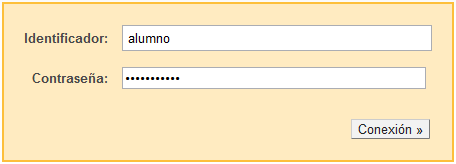 Identificador: alumno
Contraseña: •••••••••••
Conexión »